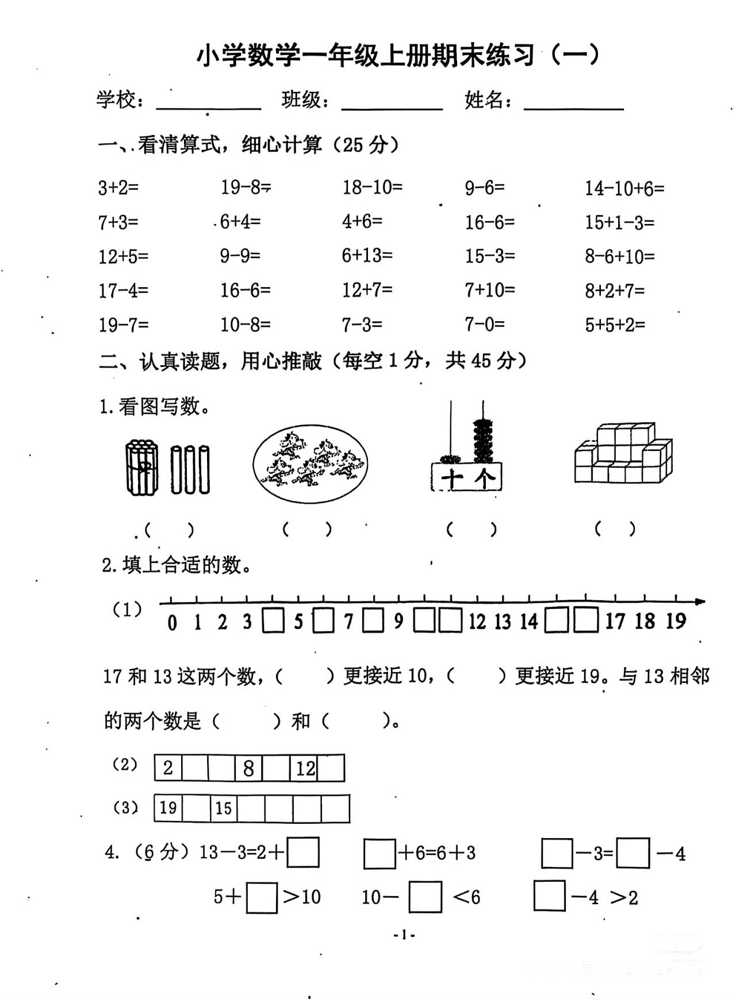 小学数学一年级上册期末练习（一）
学校：________ 班级：________ 姓名：________
一、看清算式，细心计算（25 分）
3+2= 19-8= 18-10= 9-6= 14-10+6=
7+3= 6+4= 4+6= 16-6= 15+1-3=
12+5= 9-9= 6+13= 15-3= 8-6+10=
17-4= 16-6= 12+7= 7+10= 8+2+7=
19-7= 10-8= 7-3= 7-0= 5+5+2=
二、认真读题，用心推敲（每空 1 分，共 45 分）
1. 看图写数。
十 个
（ ） （ ） （ ） （ ）
2. 填上合适的数。
（1） 0 1 2 3 □ 5 □ 7 □ 9 □ □ 12 13 14 □ □ 17 18 19
17 和 13 这两个数，（ ）更接近 10，（ ）更接近 19。与 13 相邻
的两个数是（ ）和（ ）。
（2） 2 8 12
（3） 19 15
4. （6 分）13－3=2＋□ □＋6=6＋3 □－3=□－4
5＋□＞10 10－□＜6 □－4 ＞2
- 1 -